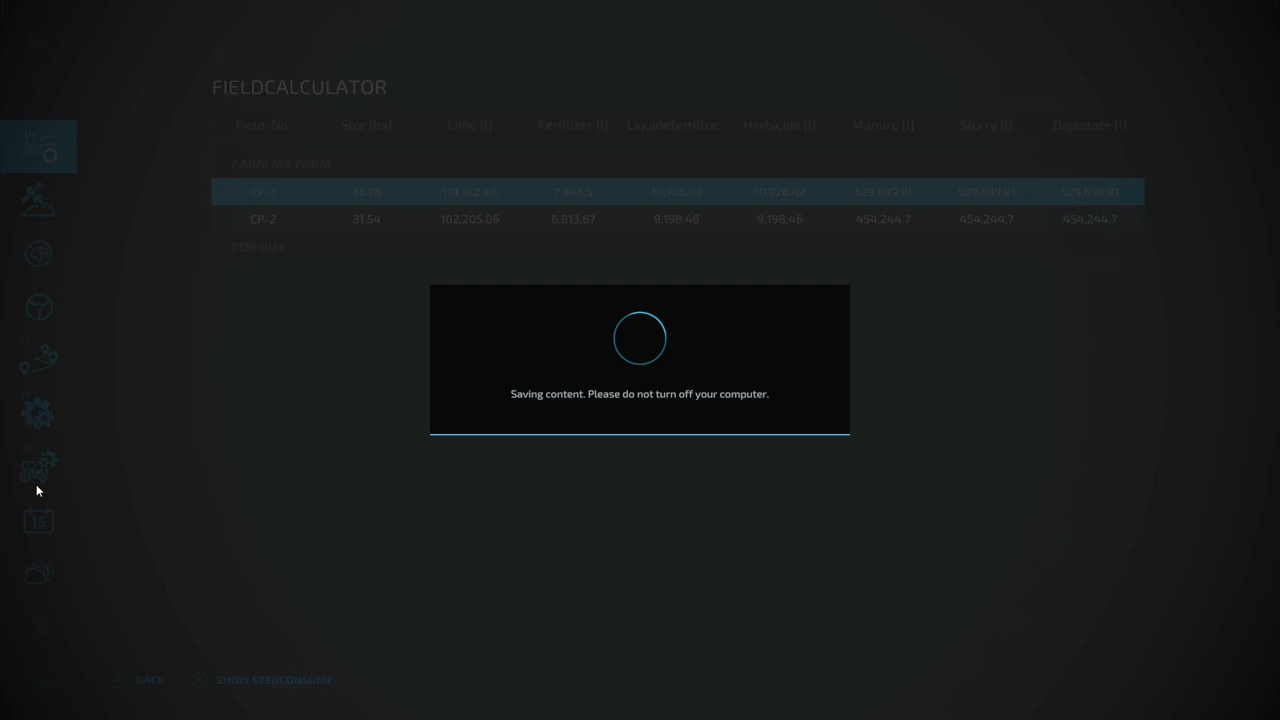 FIELDCALCULATOR
Field-No Size [ha] Lime [l] Fertilizer [l] Liquidefertilize... Herbicide [l] Manure [l] Slurry [l] Digestate [l]
FARM MY FARM
CP-1 36.78 119,182.48 7,945.5 10,726.42 10,726.42 529,699.91 529,699.91 529,699.91
CP-2 31.54 102,205.06 6,813.67 9,198.46 9,198.46 454,244.7 454,244.7 454,244.7
FOR BUY
Saving content. Please do not turn off your computer.
15
BACK SHOW SEEDCONSUME